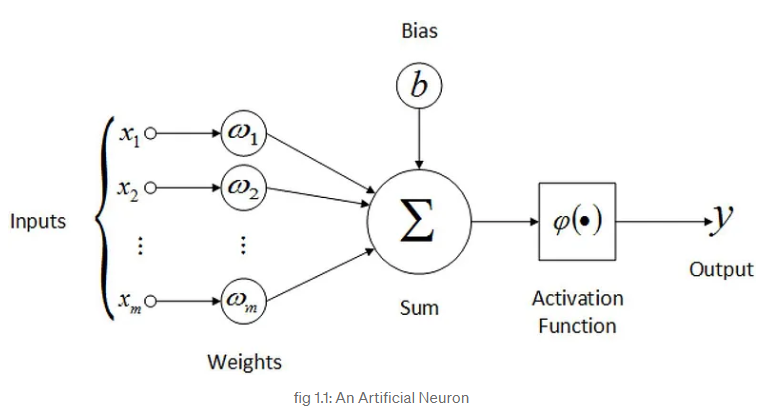 Bias
b
x1
ω1
x2
ω2
Inputs
Σ
φ(•)
y
⋮
⋮
Output
xm
ωm
Sum
Activation
Function
Weights
fig 1.1: An Artificial Neuron